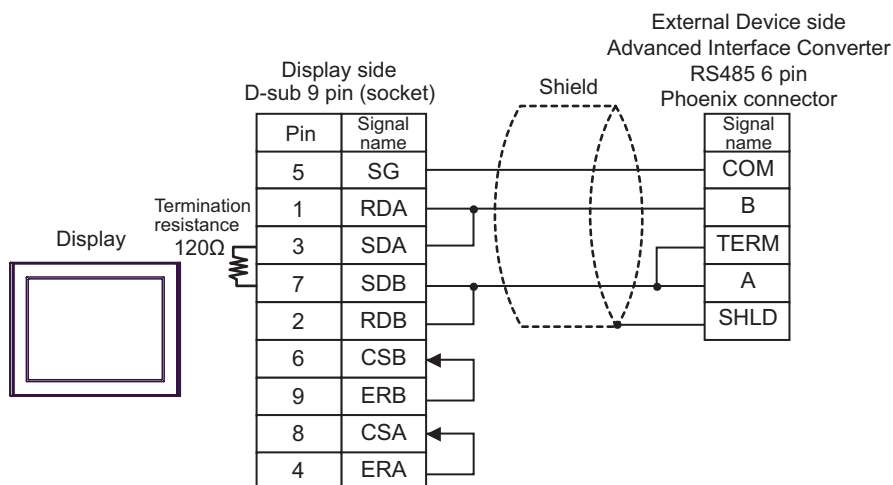 External Device side
Advanced Interface Converter
RS485 6 pin
Phoenix connector
Display side
D-sub 9 pin (socket)
Shield
Pin
Signal
name
Signal
name
5
SG
COM
1
RDA
B
Termination
resistance
120Ω
3
SDA
TERM
Display
7
SDB
A
2
RDB
SHLD
6
CSB
9
ERB
8
CSA
4
ERA